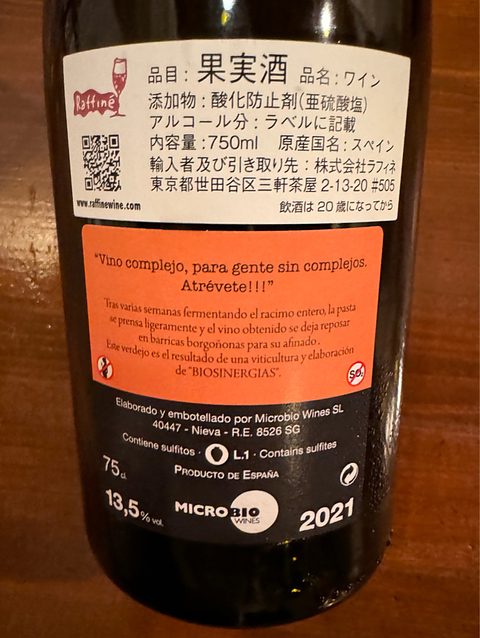 Raffiné
品目：果実酒 品名：ワイン
添加物：酸化防止剤(亜硫酸塩)
アルコール分：ラベルに記載
内容量：750ml 原産国名：スペイン
輸入者及び引き取り先：株式会社ラフィネ
東京都世田谷区三軒茶屋 2-13-20 #505
www.raffinewine.com
飲酒は 20 歳になってから
"Vino complejo, para gente sin complejos.
Atrévete!!!"
Tras varias semanas fermentando el racimo entero, la pasta
se prensa ligeramente y el vino obtenido se deja reposar
en barricas borgoñonas para su afinado.
Este verdejo es el resultado de una viticultura y elaboración
de "BIOSINERGIAS".
SO₂
Elaborado y embotellado por Microbio Wines SL
40447 - Nieva - R.E. 8526 SG
Contiene sulfitos · L.1 · Contains sulfites
PRODUCTO DE ESPAÑA
75 cl
13,5% vol.
MICROBIO
WINES
2021